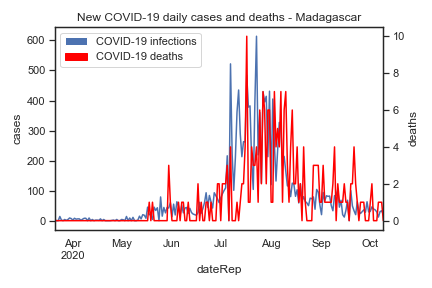 New COVID-19 daily cases and deaths - Madagascar
COVID-19 infections
COVID-19 deaths
600
500
400
300
200
100
0
cases
10
8
6
4
2
0
deaths
Apr May Jun Jul Aug Sep Oct
2020
dateRep